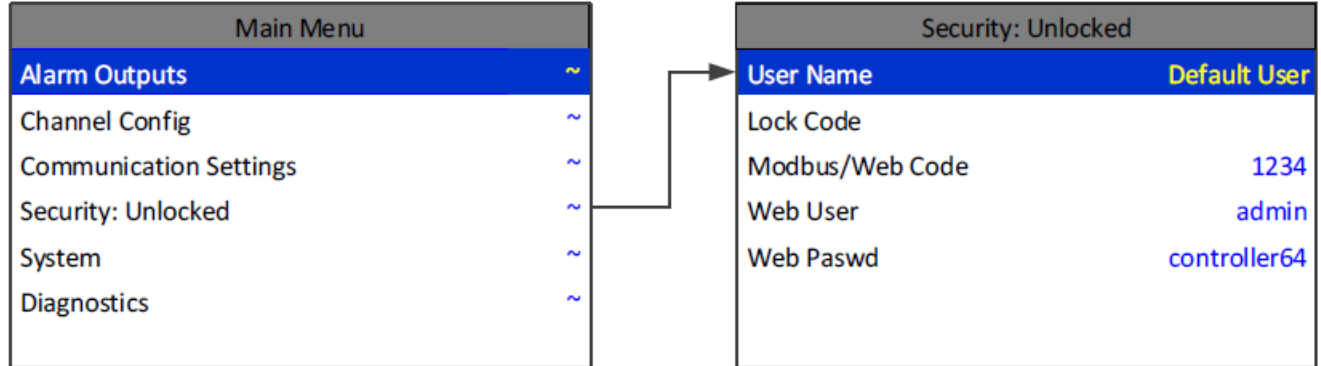 Main Menu
Alarm Outputs ~
Channel Config ~
Communication Settings ~
Security: Unlocked ~
System ~
Diagnostics ~
Security: Unlocked
User Name Default User
Lock Code
Modbus/Web Code 1234
Web User admin
Web Paswd controller64